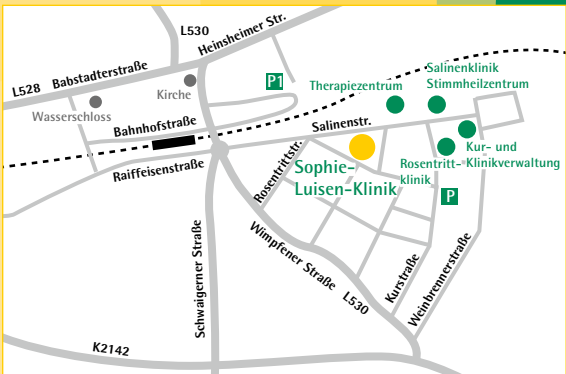 L530
Heinsheimer Str.
L528
Babstadterstraße
P1
Salinenklinik
Stimmheilzentrum
Therapiezentrum
Kirche
Wasserschloss
Bahnhofstraße
Salinenstr.
Kur- und
Klinikverwaltung
Raiffeisenstraße
Rosentrittstr.
Sophie-
Luisen-Klinik
Rosentritt-
klinik
P
Schwaigerner Straße
Wimpfener Straße
L530
Kurstraße
Weinbrennerstraße
K2142